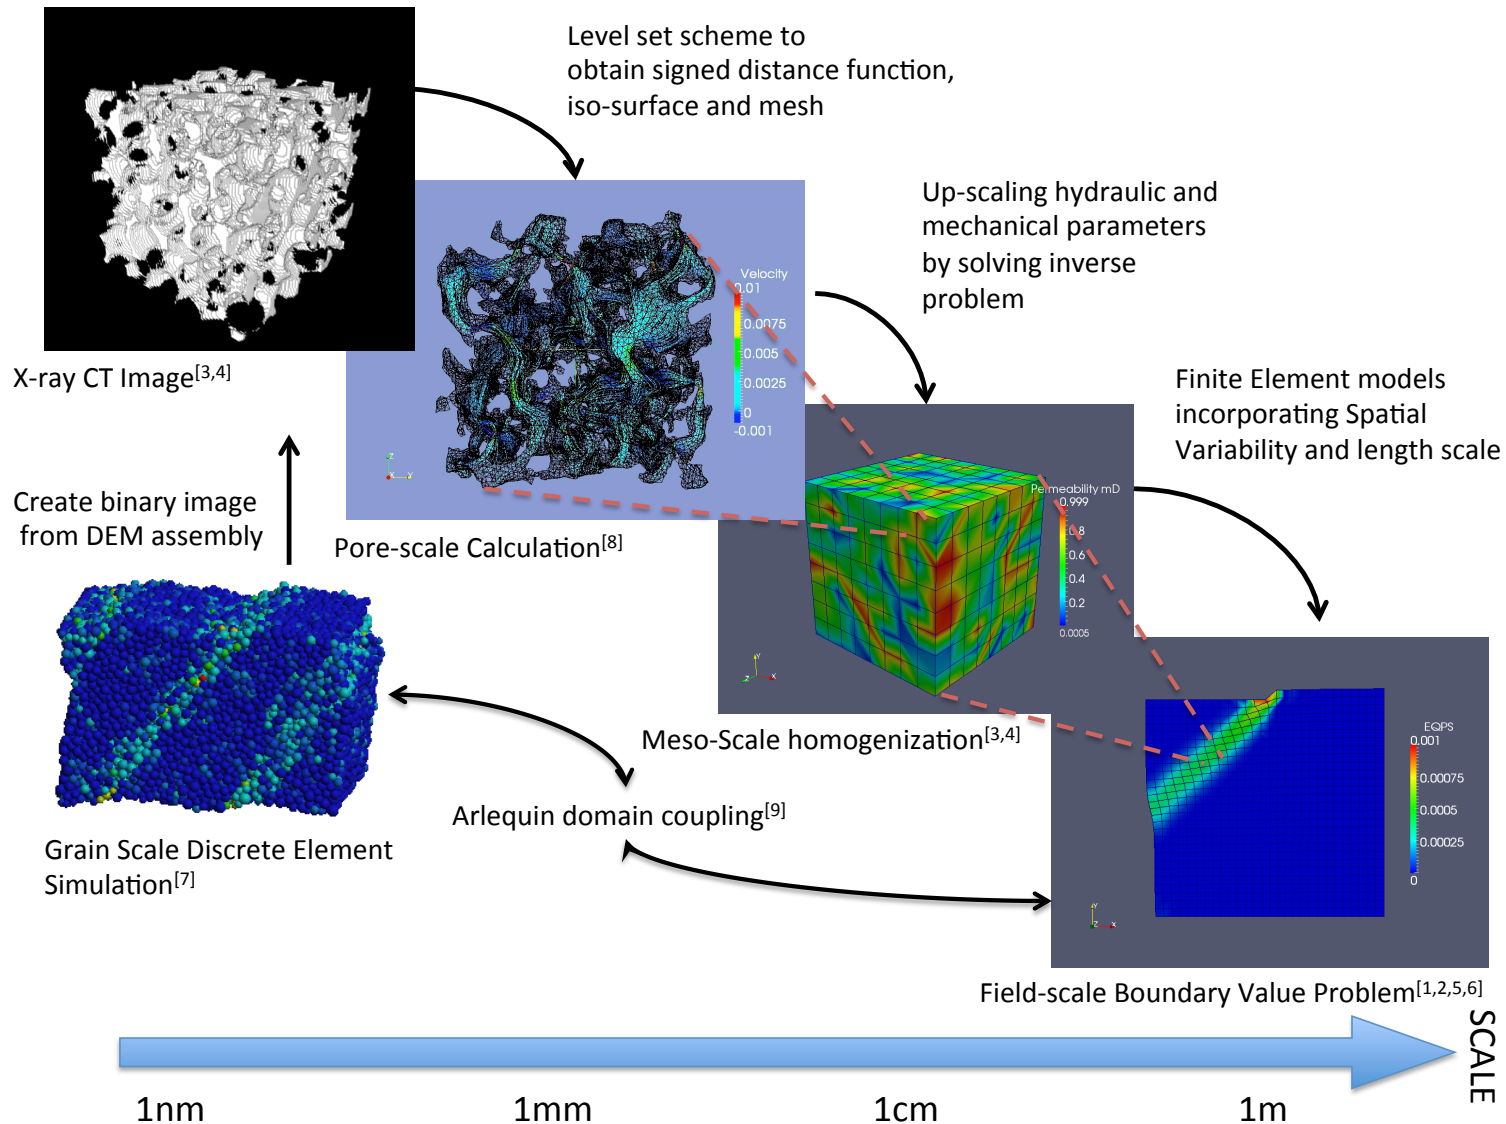 Level set scheme to
obtain signed distance function,
iso-surface and mesh
X-ray CT Image[3,4]
Up-scaling hydraulic and
mechanical parameters
by solving inverse
problem
Velocity
0.01
0.0075
0.005
0.0025
0
-0.001
Z
X
Y
Pore-scale Calculation[8]
Create binary image
from DEM assembly
Finite Element models
incorporating Spatial
Variability and length scale
Permeability mD
0.999
0.8
0.6
0.4
0.2
0.0005
Y
Z
X
Meso-Scale homogenization[3,4]
Grain Scale Discrete Element
Simulation[7]
Arlequin domain coupling[9]
EQPS
0.001
0.00075
0.0005
0.00025
0
Y
Z
X
Field-scale Boundary Value Problem[1,2,5,6]
SCALE
1nm
1mm
1cm
1m